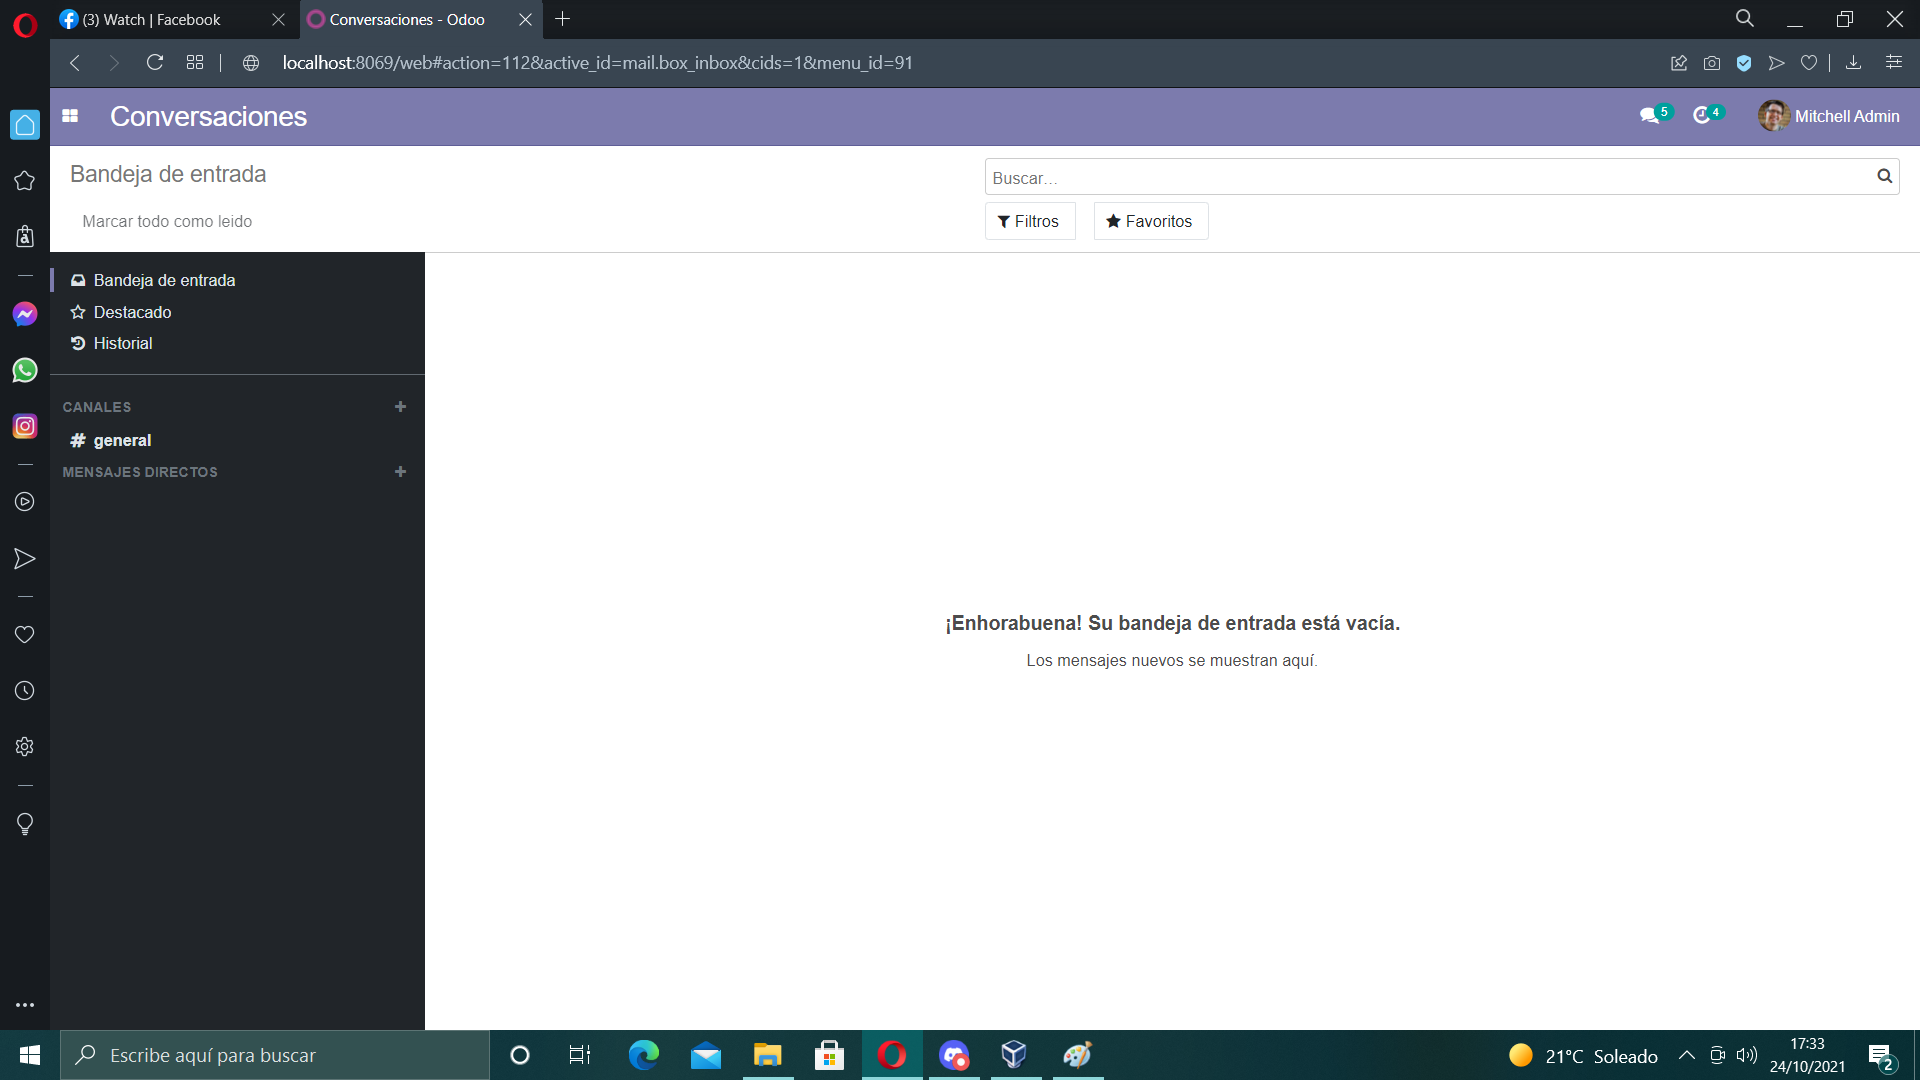 (3) Watch | Facebook
Conversaciones - Odoo
localhost:8069/web#action=112&active_id=mail.box_inbox&cids=1&menu_id=91
Conversaciones
5
4
Mitchell Admin
Bandeja de entrada
Buscar...
Marcar todo como leido
Filtros
Favoritos
Bandeja de entrada
Destacado
Historial
CANALES
# general
MENSAJES DIRECTOS
¡Enhorabuena! Su bandeja de entrada está vacía.
Los mensajes nuevos se muestran aquí.
Escribe aquí para buscar
21°C Soleado
17:33
24/10/2021
2